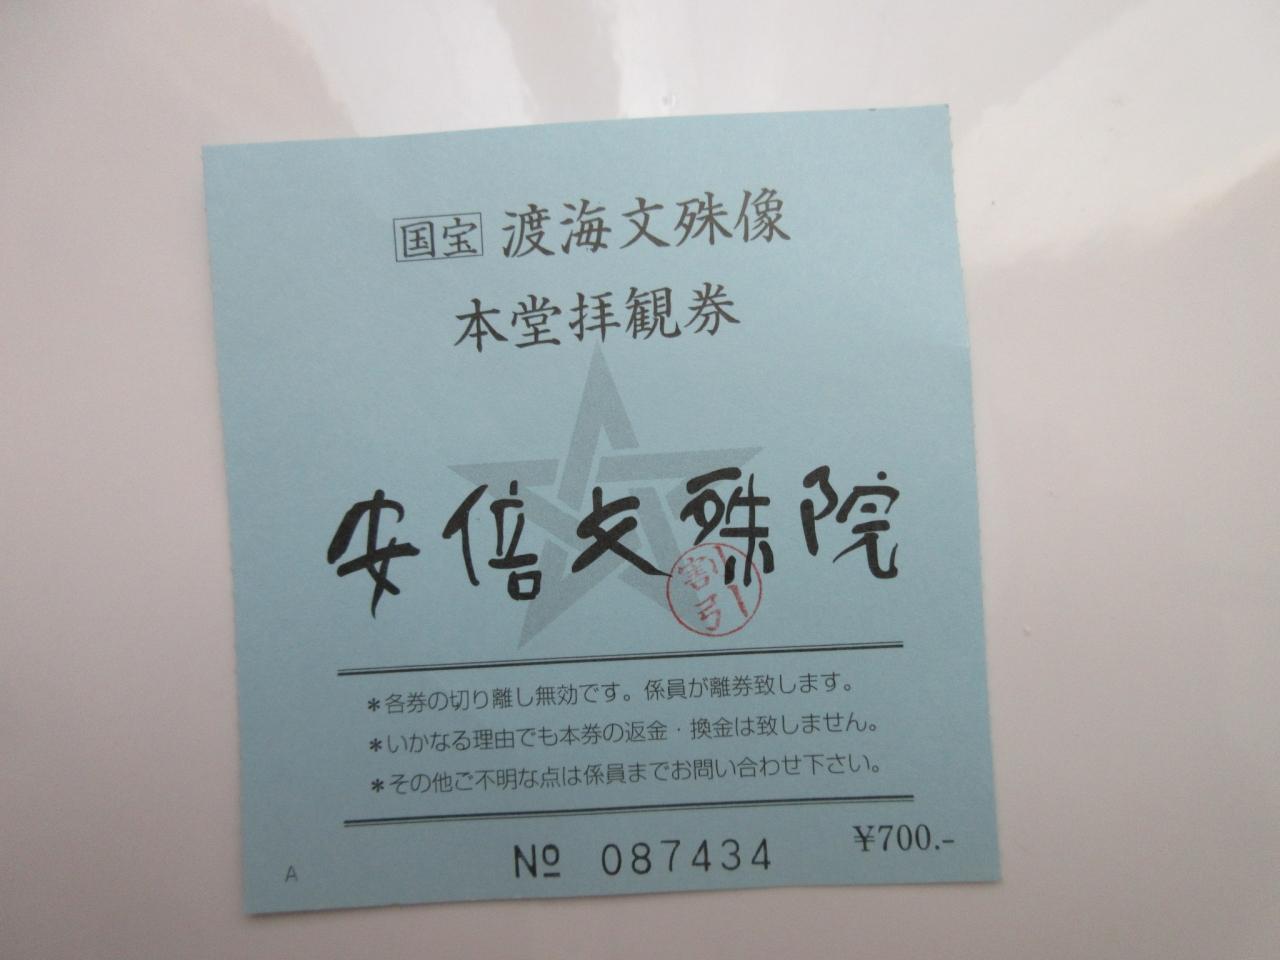 国宝 渡海文殊像
本堂拝観券
安倍文殊院
割引
＊各券の切り離し無効です。係員が離券致します。
＊いかなる理由でも本券の返金・換金は致しません。
＊その他ご不明な点は係員までお問い合わせ下さい。
A
№ 087434
¥700.-